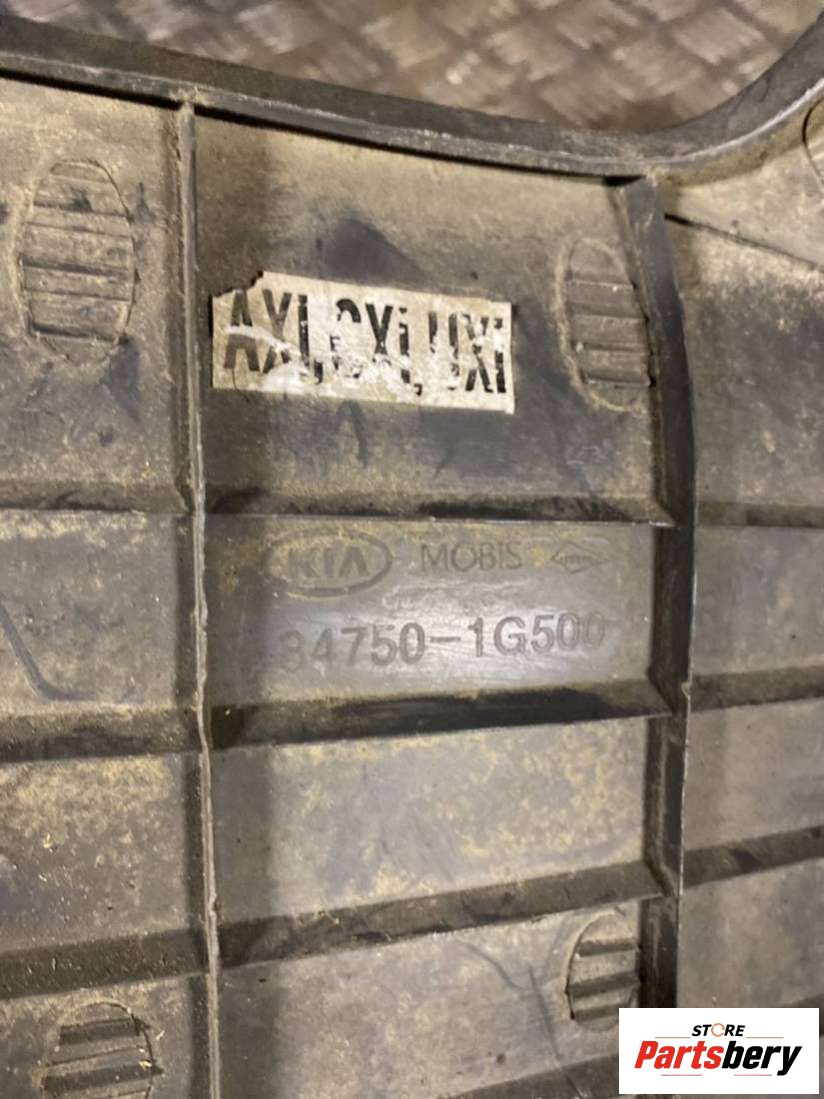 AXi,CXi,UXi
KIA MOBIS
84750-1G500
STORE
Partsbery